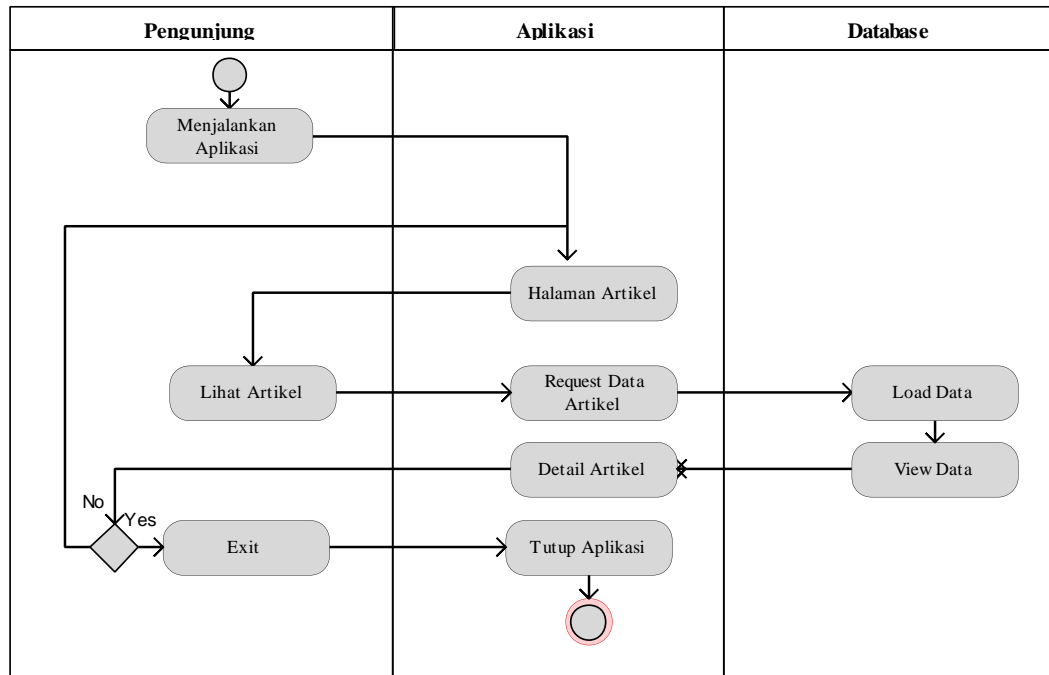 Pengunjung
Aplikasi
Database
Menjalankan
Aplikasi
Halaman Artikel
Lihat Artikel
Request Data
Artikel
Load Data
Detail Artikel
View Data
No
Yes
Exit
Tutup Aplikasi